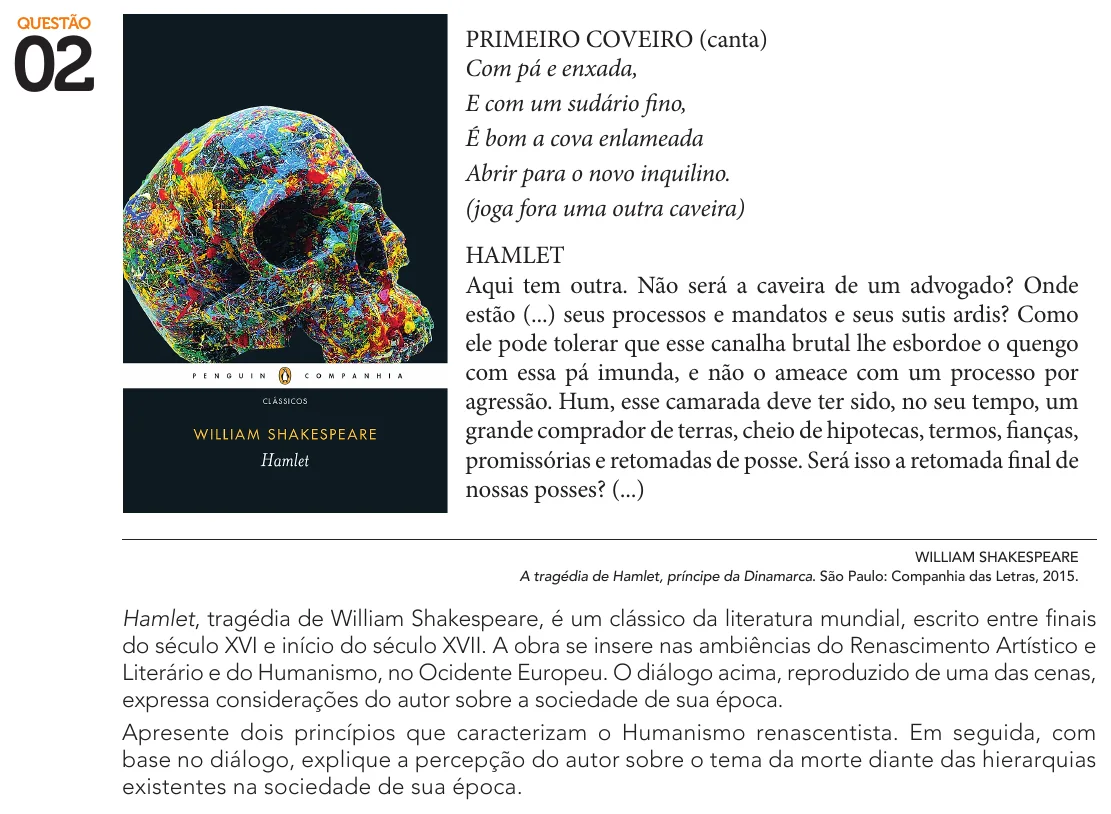 QUESTÃO
02
PENGUIN COMPANHIA
CLÁSSICOS
WILLIAM SHAKESPEARE
Hamlet
PRIMEIRO COVEIRO (canta)
Com pá e enxada,
E com um sudário fino,
É bom a cova enlameada
Abrir para o novo inquilino.
(joga fora uma outra caveira)
HAMLET
Aqui tem outra. Não será a caveira de um advogado? Onde
estão (...) seus processos e mandatos e seus sutis ardis? Como
ele pode tolerar que esse canalha brutal lhe esbordoe o quengo
com essa pá imunda, e não o ameace com um processo por
agressão. Hum, esse camarada deve ter sido, no seu tempo, um
grande comprador de terras, cheio de hipotecas, termos, fianças,
promissórias e retomadas de posse. Será isso a retomada final de
nossas posses? (...)
WILLIAM SHAKESPEARE
A tragédia de Hamlet, príncipe da Dinamarca. São Paulo: Companhia das Letras, 2015.
Hamlet, tragédia de William Shakespeare, é um clássico da literatura mundial, escrito entre finais
do século XVI e início do século XVII. A obra se insere nas ambiências do Renascimento Artístico e
Literário e do Humanismo, no Ocidente Europeu. O diálogo acima, reproduzido de uma das cenas,
expressa considerações do autor sobre a sociedade de sua época.
Apresente dois princípios que caracterizam o Humanismo renascentista. Em seguida, com
base no diálogo, explique a percepção do autor sobre o tema da morte diante das hierarquias
existentes na sociedade de sua época.